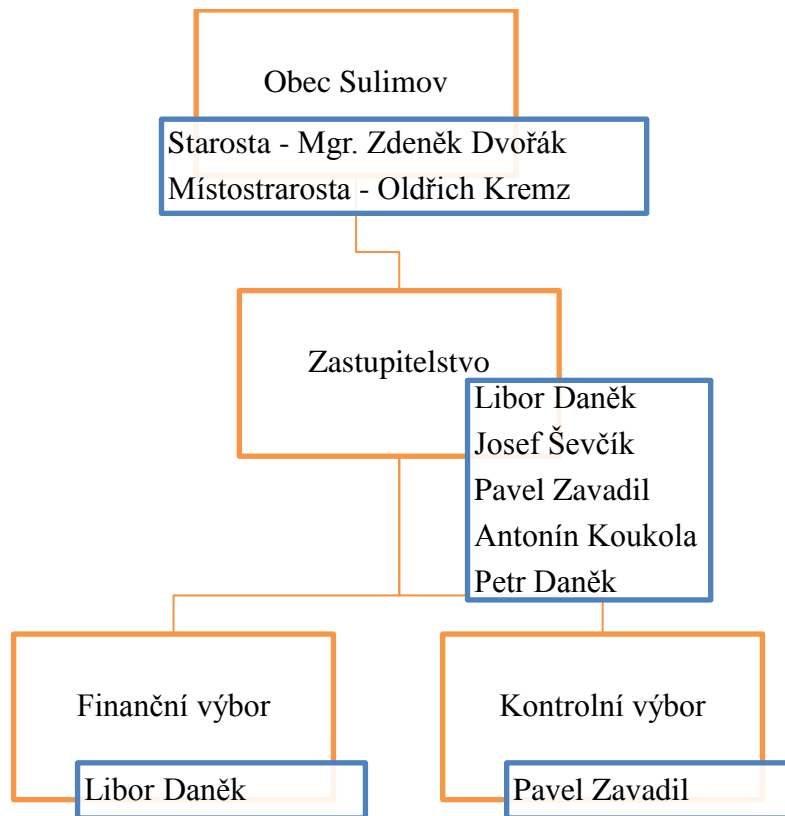 Obec Sulimov
Starosta - Mgr. Zdeněk Dvořák
Místostrarosta - Oldřich Kremz
Zastupitelstvo
Libor Daněk
Josef Ševčík
Pavel Zavadil
Antonín Koukola
Petr Daněk
Finanční výbor
Libor Daněk
Kontrolní výbor
Pavel Zavadil